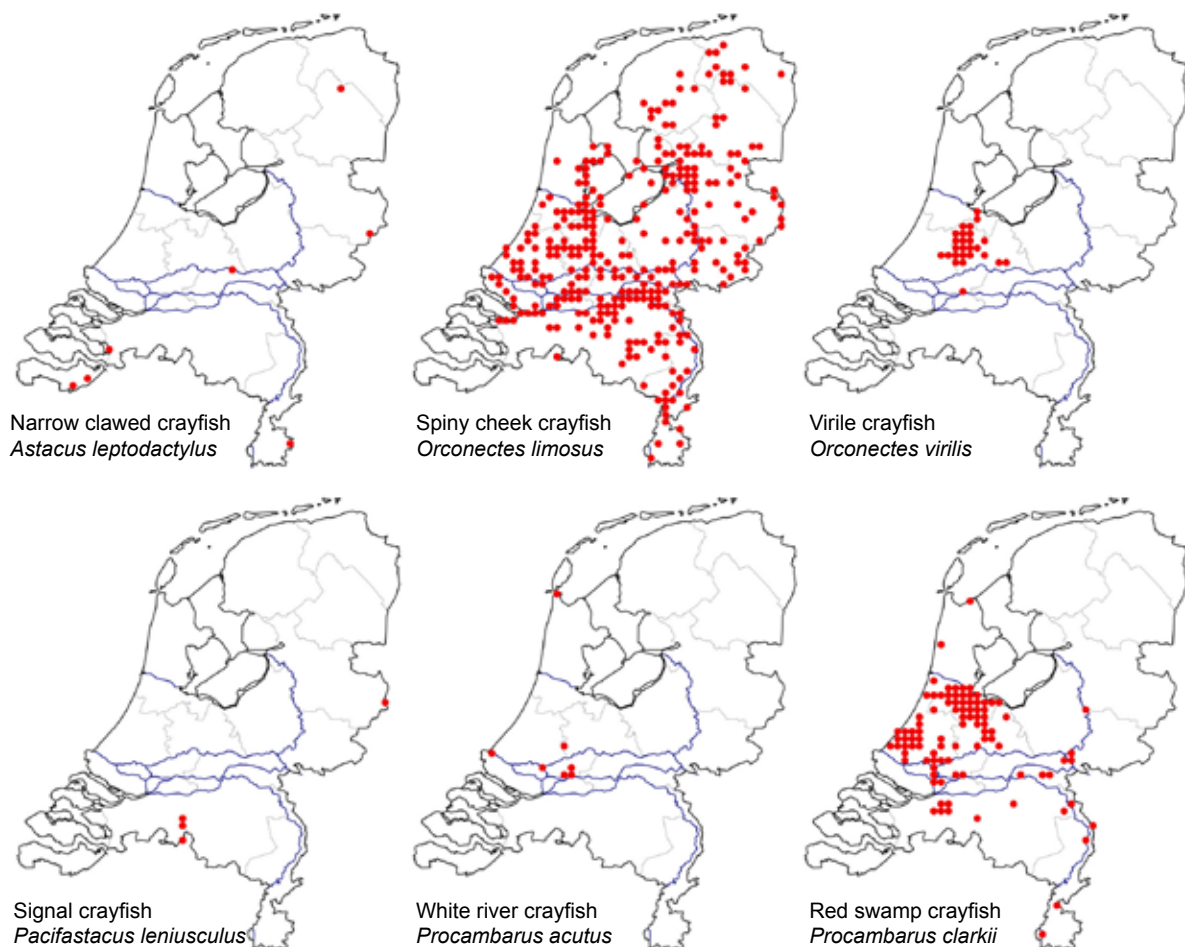 Narrow clawed crayfish
Astacus leptodactylus
Spiny cheek crayfish
Orconectes limosus
Virile crayfish
Orconectes virilis
Signal crayfish
Pacifastacus leniusculus
White river crayfish
Procambarus acutus
Red swamp crayfish
Procambarus clarkii